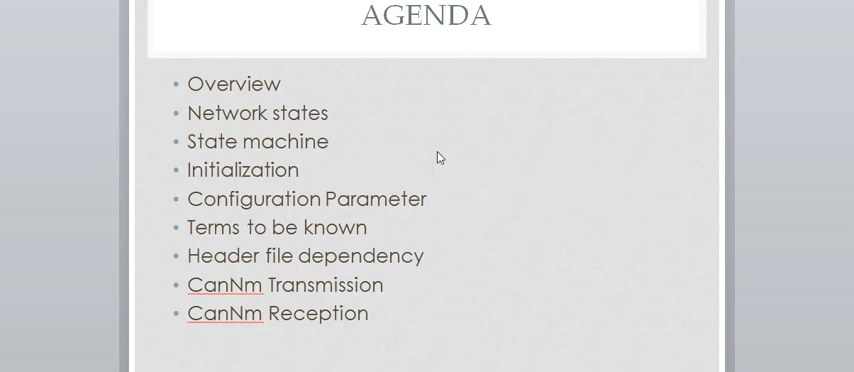 AGENDA
• Overview
• Network states
• State machine
• Initialization
• Configuration Parameter
• Terms to be known
• Header file dependency
• CanNm Transmission
• CanNm Reception